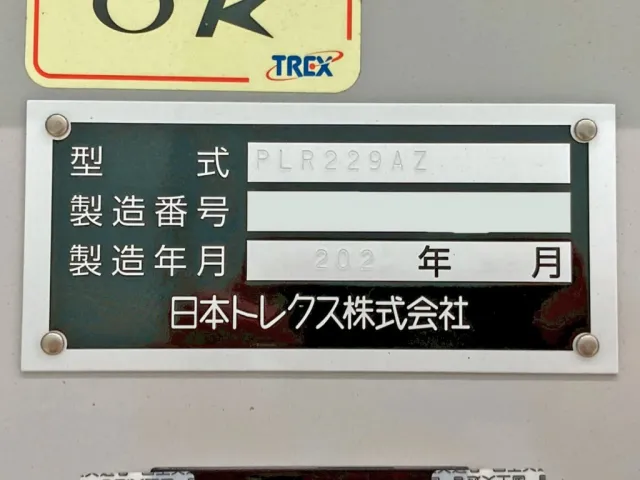 OK
TREX
型式 PLR229AZ
製造番号
製造年月 202 年 月
日本トレクス株式会社